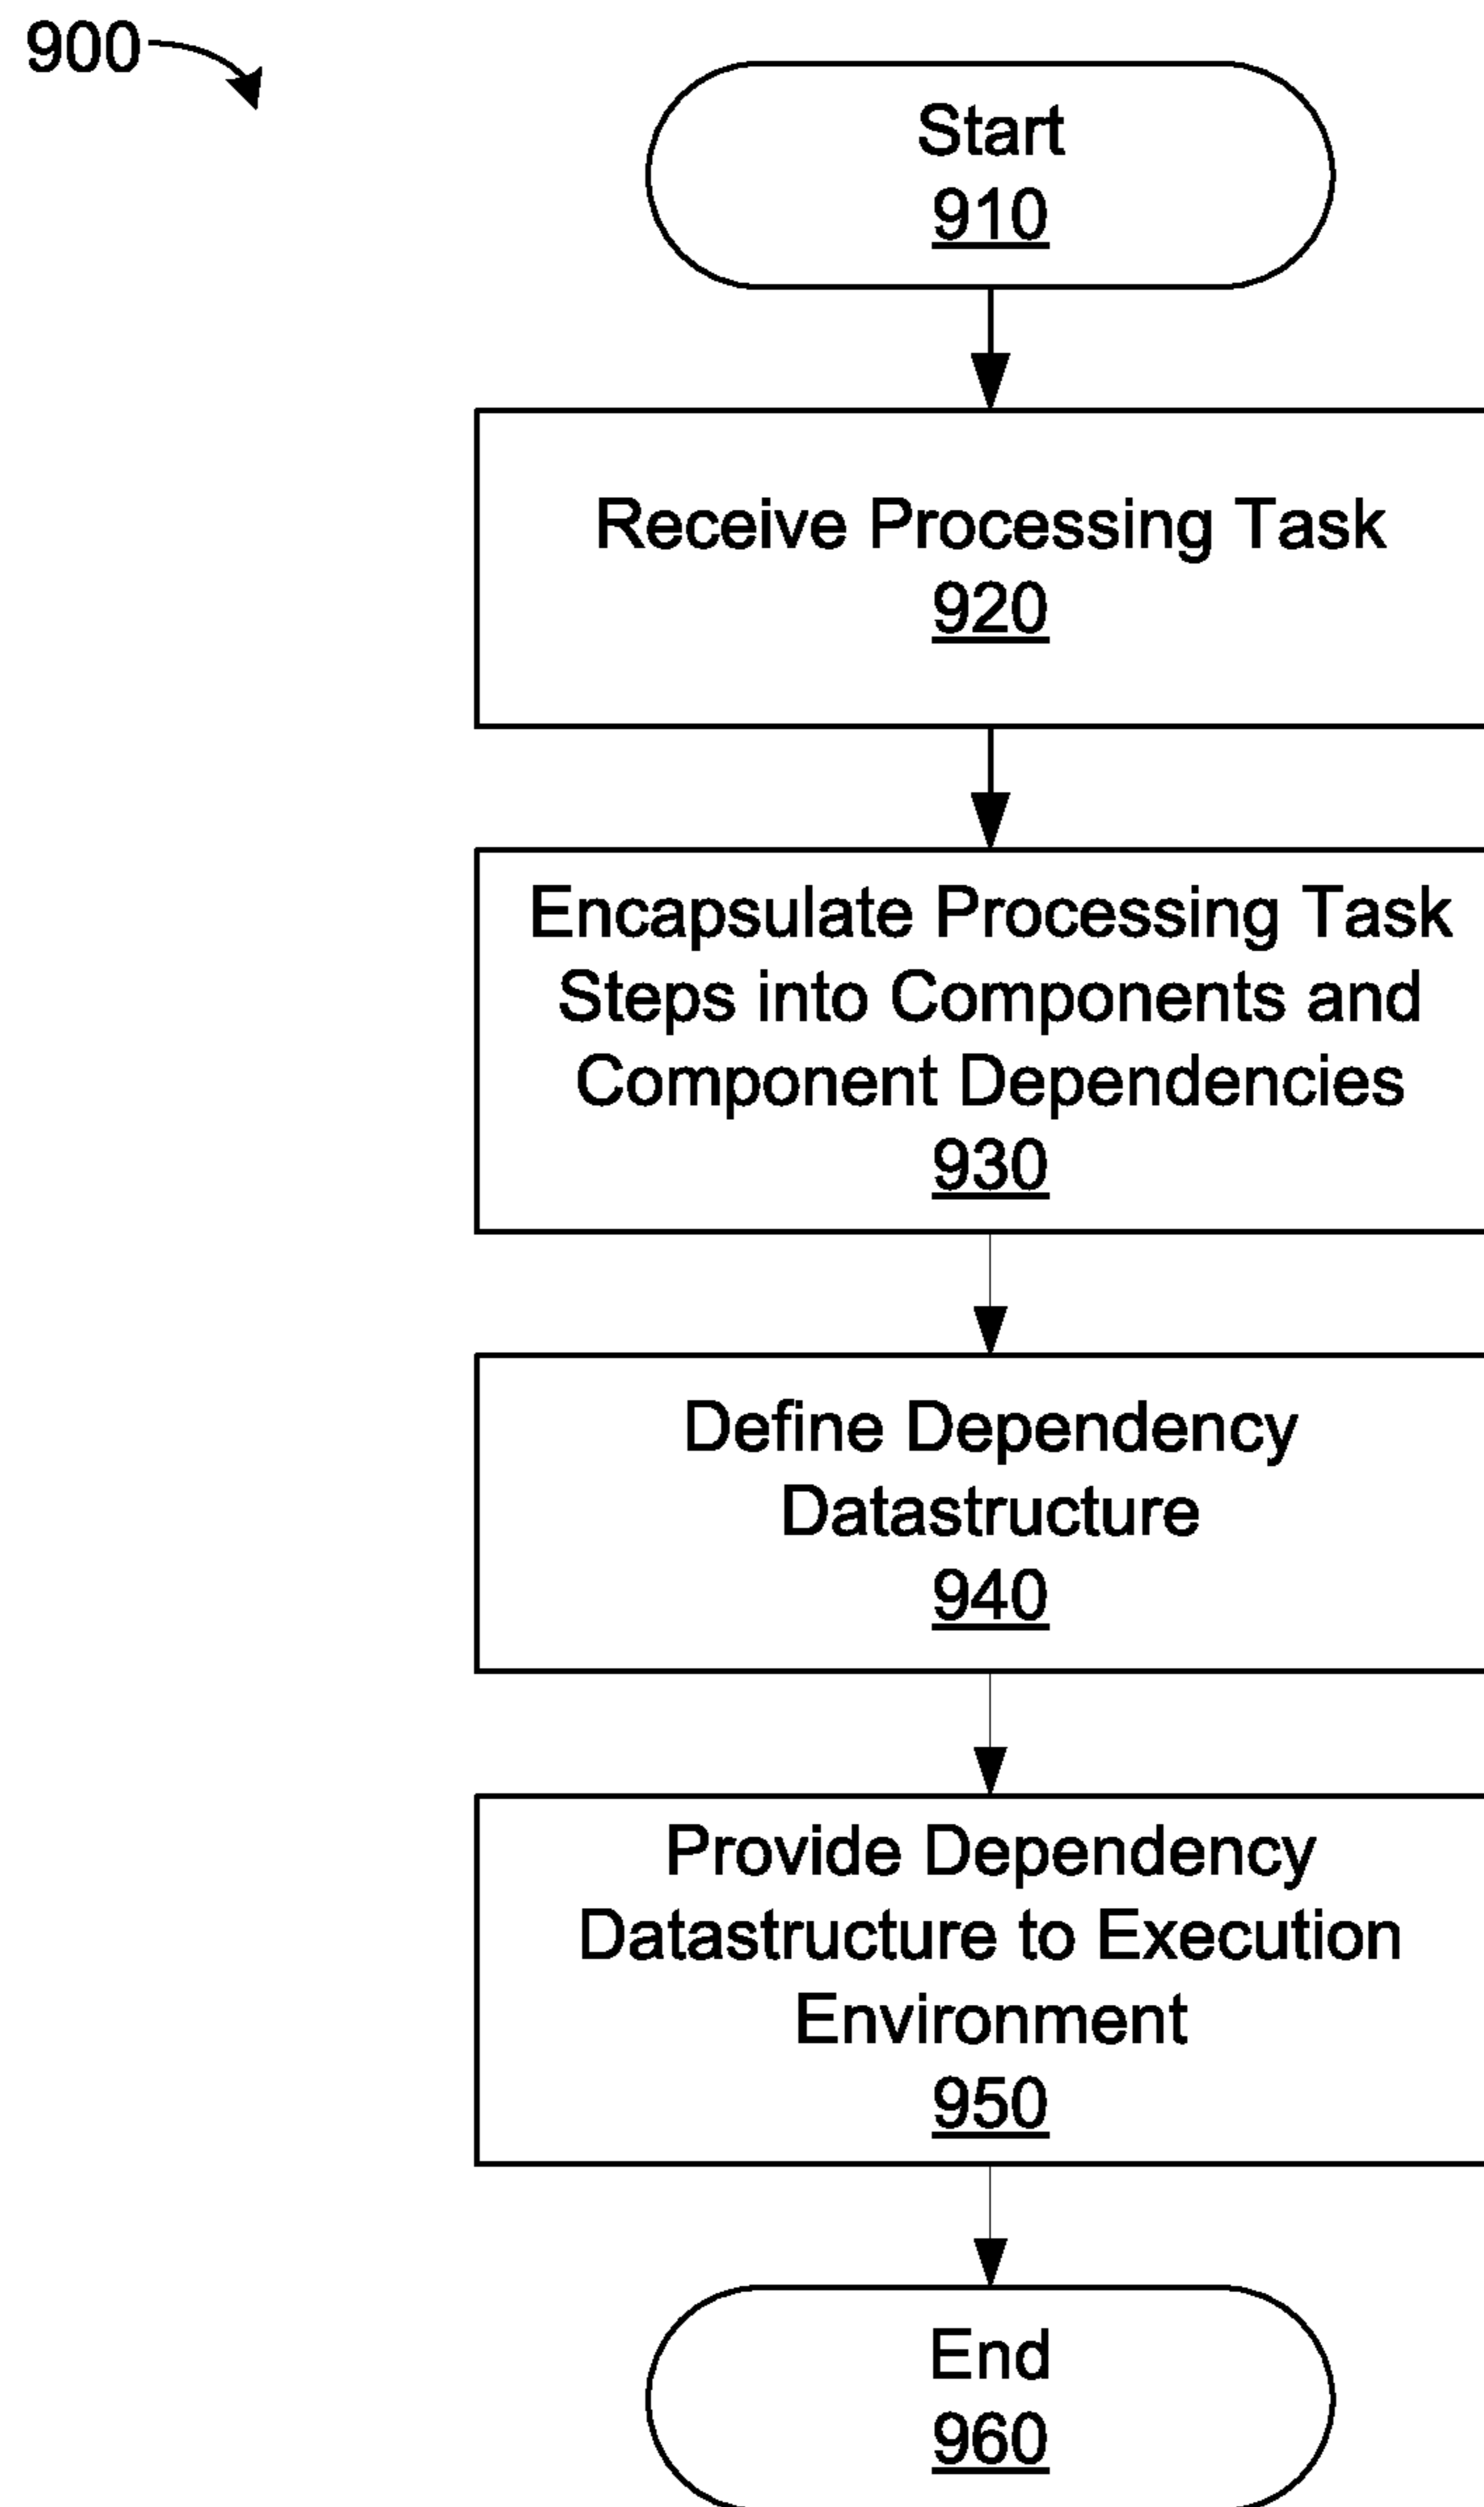 900
Start
910
Receive Processing Task
920
Encapsulate Processing Task
Steps into Components and
Component Dependencies
930
Define Dependency
Datastructure
940
Provide Dependency
Datastructure to Execution
Environment
950
End
960